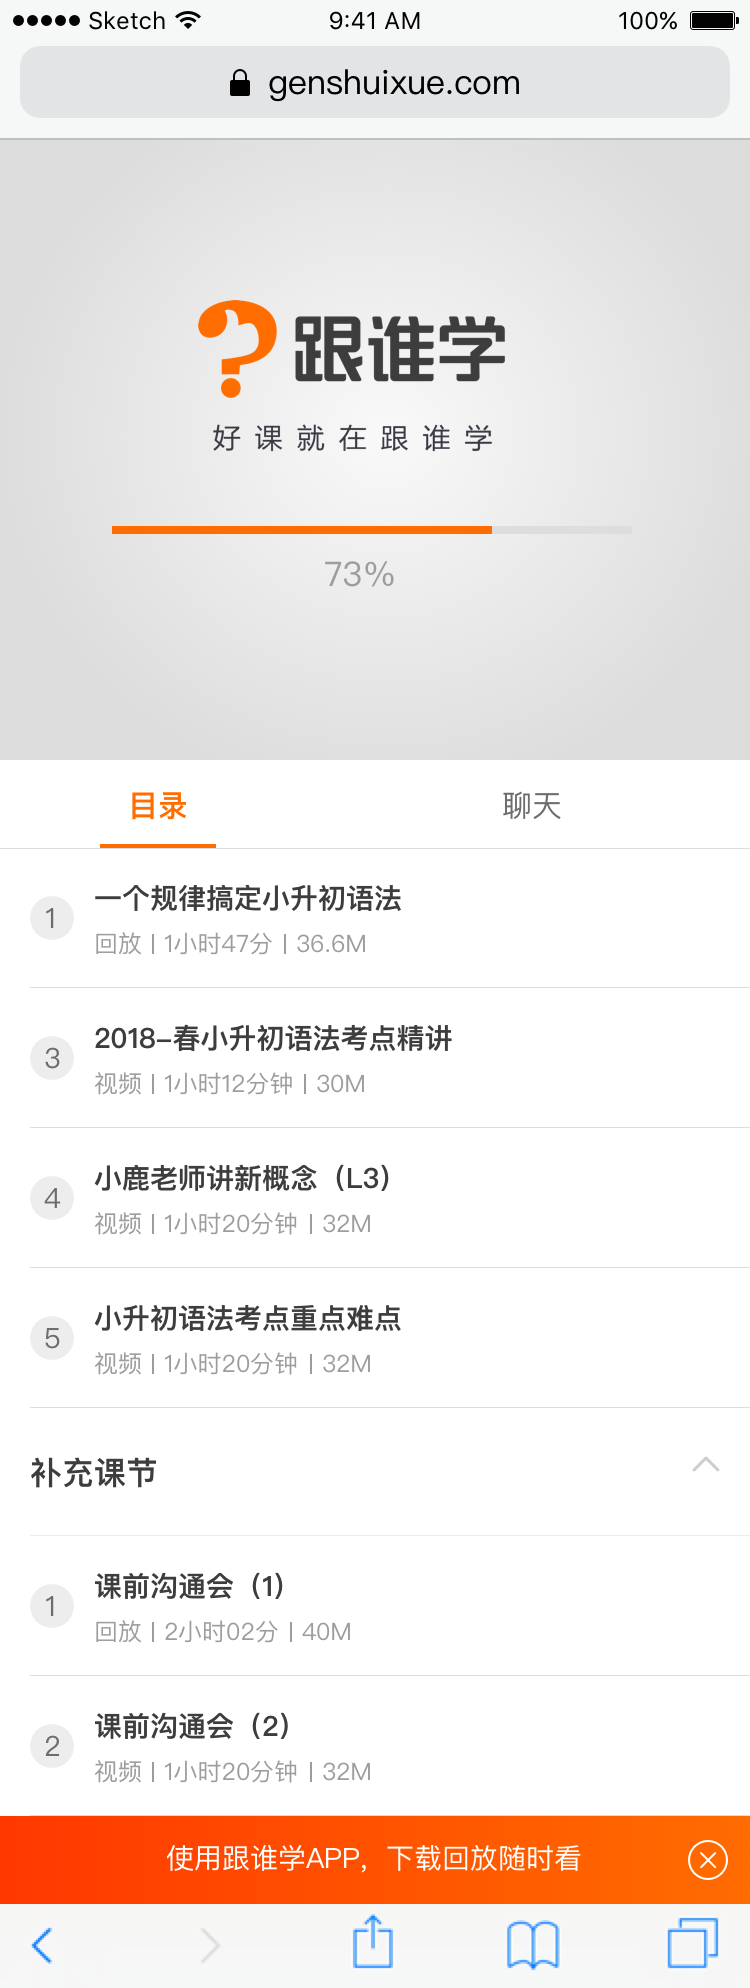 Sketch 9:41 AM 100%
genshuixue.com
跟谁学
好课就在跟谁学
73%
目录 聊天
1 一个规律搞定小升初语法
回放 | 1小时47分 | 36.6M
3 2018-春小升初语法考点精讲
视频 | 1小时12分钟 | 30M
4 小鹿老师讲新概念（L3）
视频 | 1小时20分钟 | 32M
5 小升初语法考点重点难点
视频 | 1小时20分钟 | 32M
补充课节
1 课前沟通会（1）
回放 | 2小时02分 | 40M
2 课前沟通会（2）
视频 | 1小时20分钟 | 32M
使用跟谁学APP，下载回放随时看